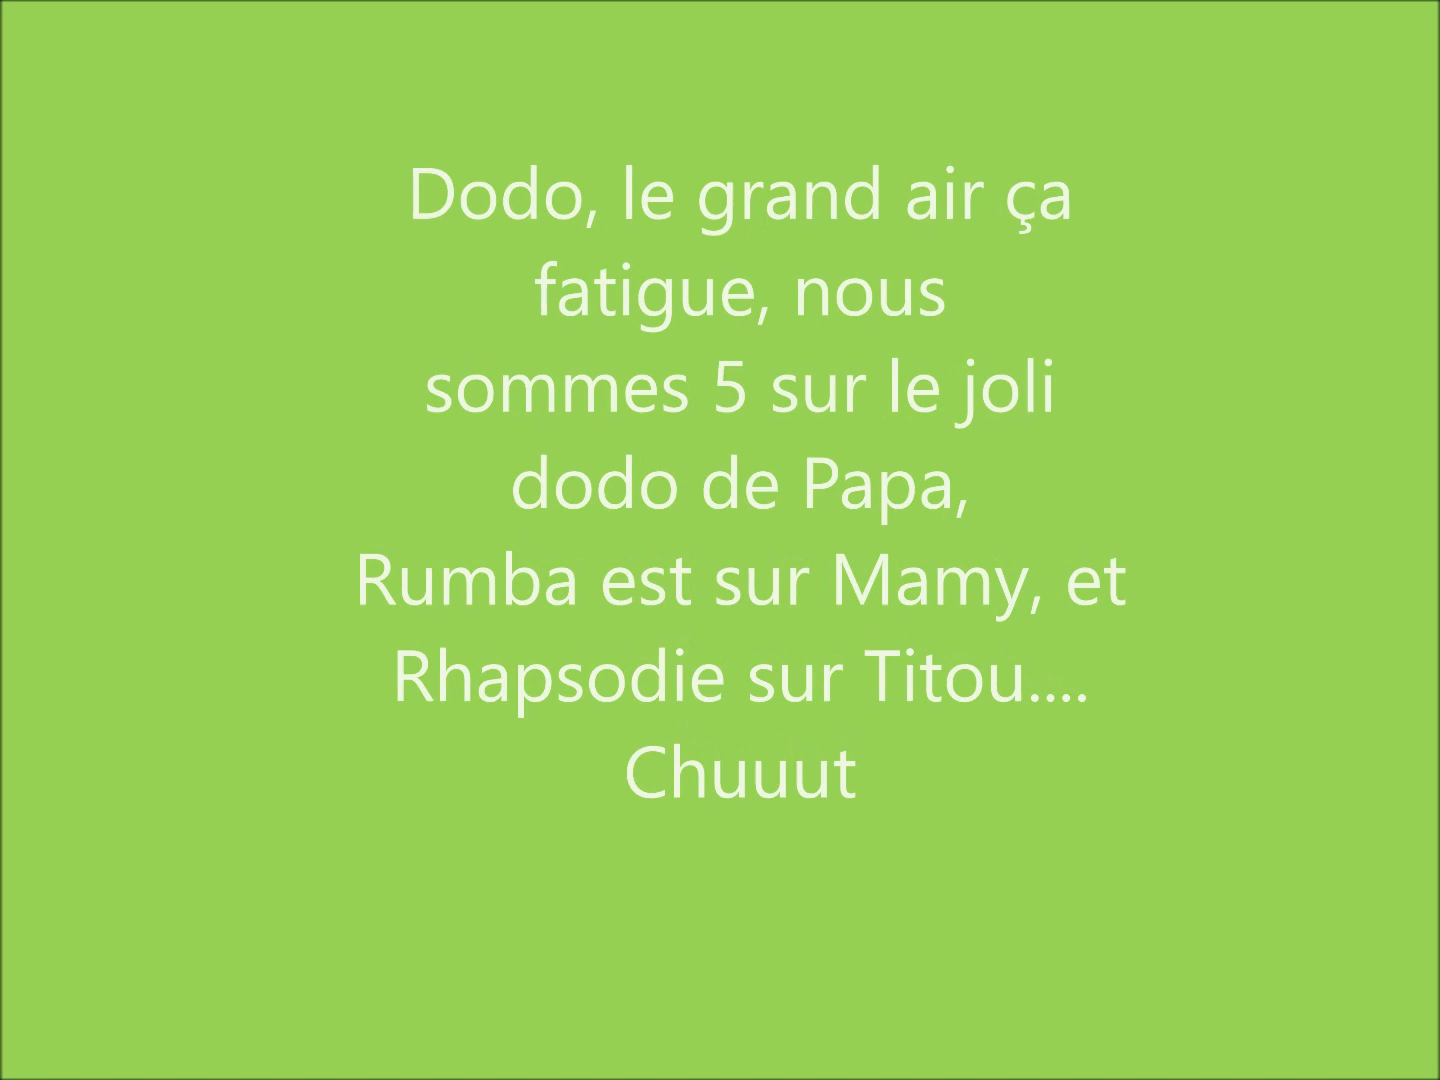 Dodo, le grand air ça
fatigue, nous
sommes 5 sur le joli
dodo de Papa,
Rumba est sur Mamy, et
Rhapsodie sur Titou....
Chuuut